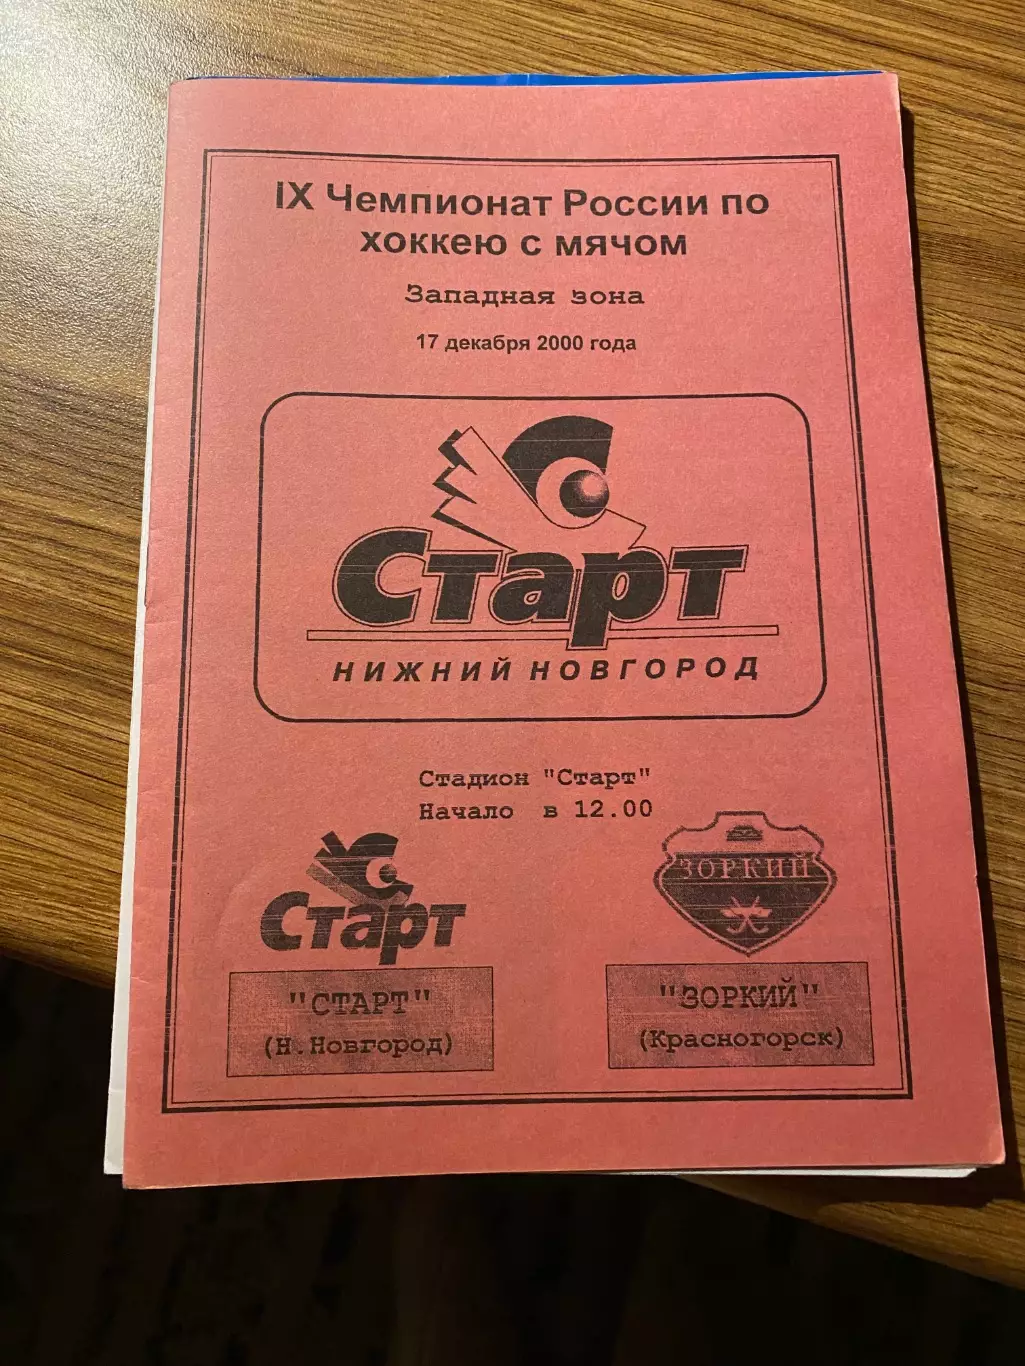 IX Чемпионат России по
хоккею с мячом
Западная зона
17 декабря 2000 года
Старт
НИЖНИЙ НОВГОРОД
Стадион "Старт"
Начало в 12.00
Старт
ЗОРКИЙ
"СТАРТ"
(Н.Новгород)
"ЗОРКИЙ"
(Красногорск)